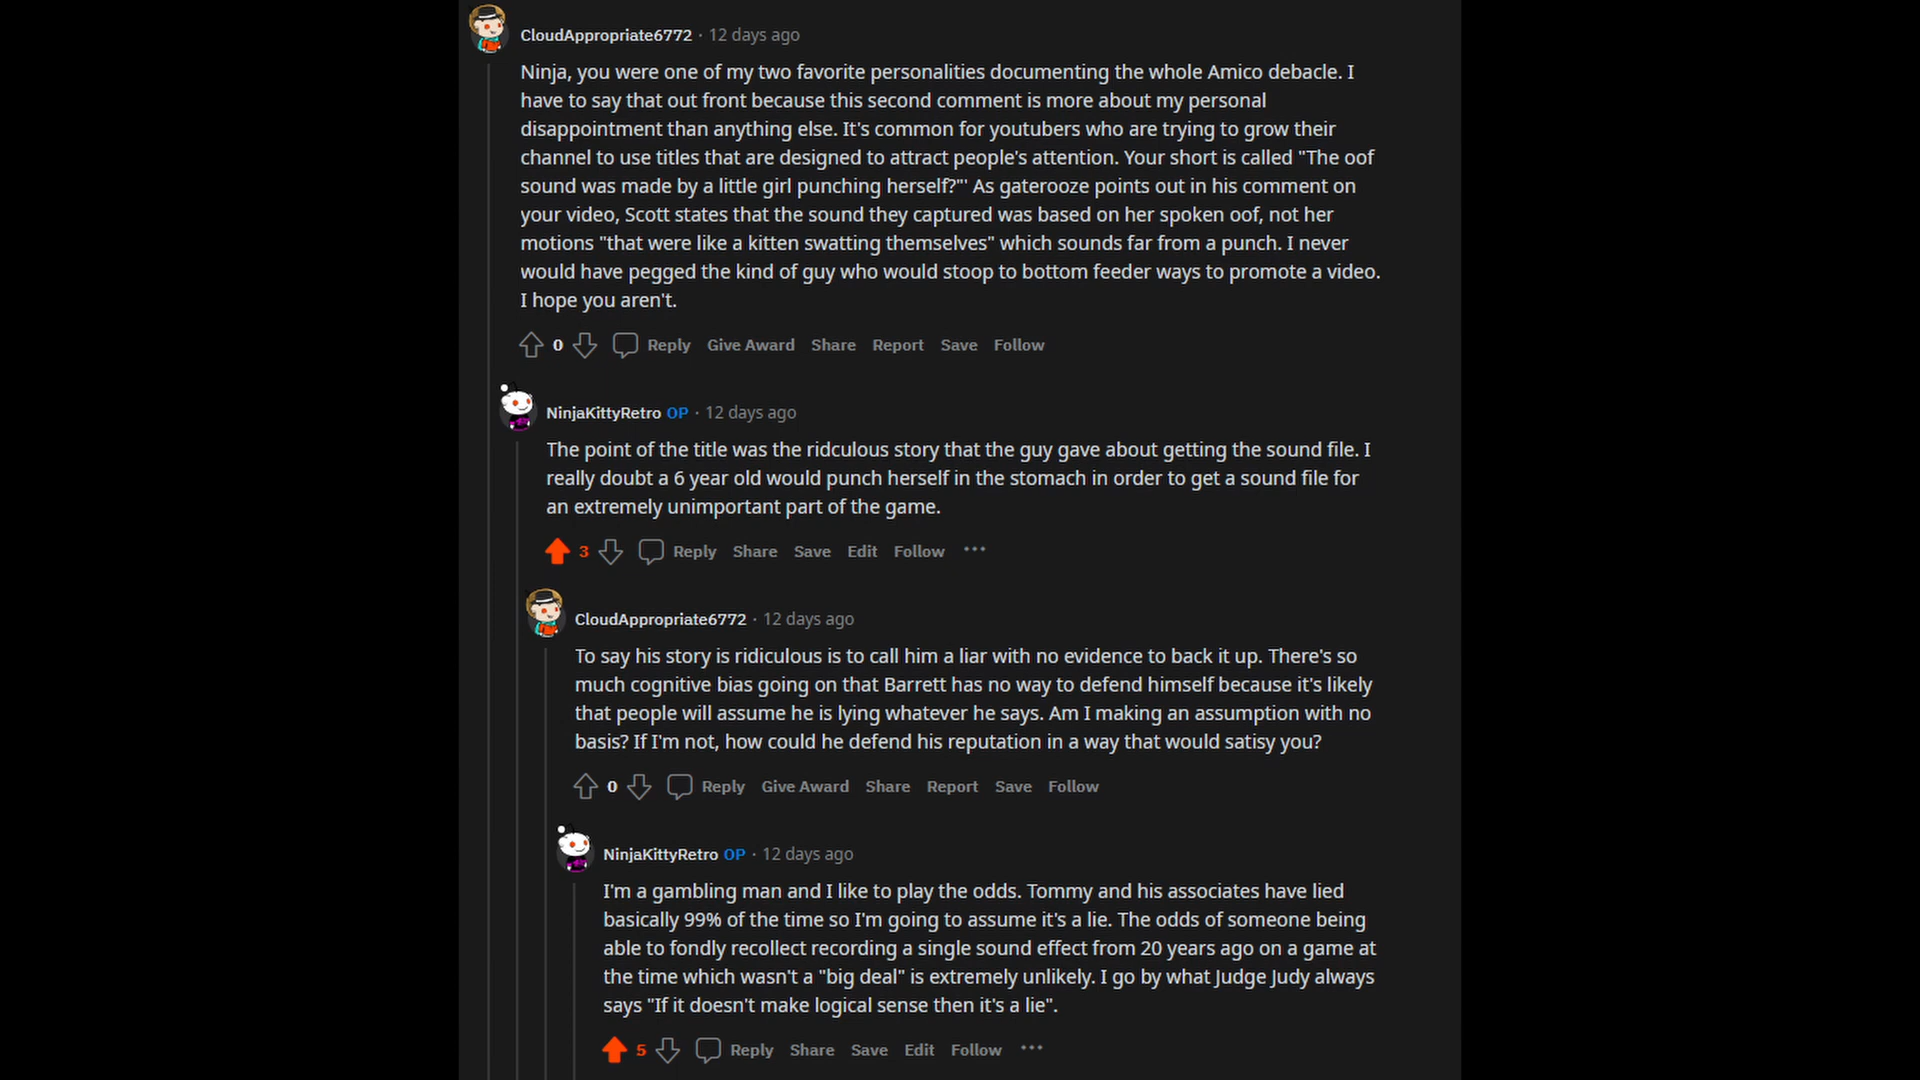 CloudAppropriate6772 · 12 days ago
Ninja, you were one of my two favorite personalities documenting the whole Amico debacle. I
have to say that out front because this second comment is more about my personal
disappointment than anything else. It's common for youtubers who are trying to grow their
channel to use titles that are designed to attract people's attention. Your short is called "The oof
sound was made by a little girl punching herself?"' As gaterooze points out in his comment on
your video, Scott states that the sound they captured was based on her spoken oof, not her
motions "that were like a kitten swatting themselves" which sounds far from a punch. I never
would have pegged the kind of guy who would stoop to bottom feeder ways to promote a video.
I hope you aren't.
0 Reply Give Award Share Report Save Follow
NinjaKittyRetro OP · 12 days ago
The point of the title was the ridculous story that the guy gave about getting the sound file. I
really doubt a 6 year old would punch herself in the stomach in order to get a sound file for
an extremely unimportant part of the game.
3 Reply Share Save Edit Follow ...
CloudAppropriate6772 · 12 days ago
To say his story is ridiculous is to call him a liar with no evidence to back it up. There's so
much cognitive bias going on that Barrett has no way to defend himself because it's likely
that people will assume he is lying whatever he says. Am I making an assumption with no
basis? If I'm not, how could he defend his reputation in a way that would satisy you?
0 Reply Give Award Share Report Save Follow
NinjaKittyRetro OP · 12 days ago
I'm a gambling man and I like to play the odds. Tommy and his associates have lied
basically 99% of the time so I'm going to assume it's a lie. The odds of someone being
able to fondly recollect recording a single sound effect from 20 years ago on a game at
the time which wasn't a "big deal" is extremely unlikely. I go by what Judge Judy always
says "If it doesn't make logical sense then it's a lie".
5 Reply Share Save Edit Follow ...